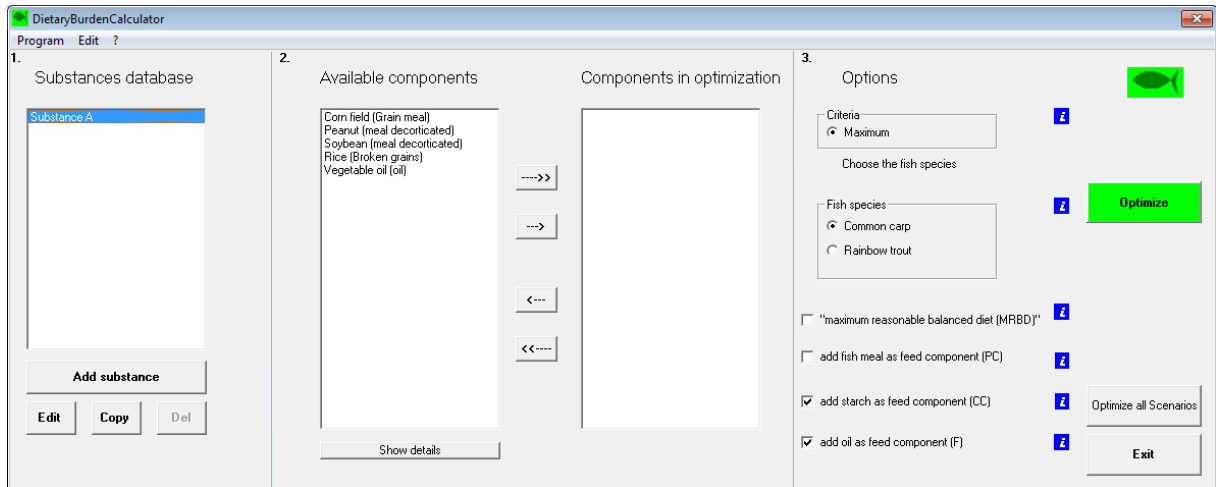 DietaryBurdenCalculator
Program Edit ?
1.
Substances database
Substance A
Add substance
Edit Copy Del
2.
Available components
Corn field (Grain meal)
Peanut (meal decorticated)
Soybean (meal decorticated)
Rice (Broken grains)
Vegetable oil (oil)
Show details
---->>
--->
<---
<<----
Components in optimization
3.
Options
Criteria
Maximum
i
Choose the fish species
Fish species
i
Common carp
Rainbow trout
Optimize
"maximum reasonable balanced diet (MRBD)"
i
add fish meal as feed component (PC)
i
add starch as feed component (CC)
i
Optimize all Scenarios
add oil as feed component (F)
i
Exit